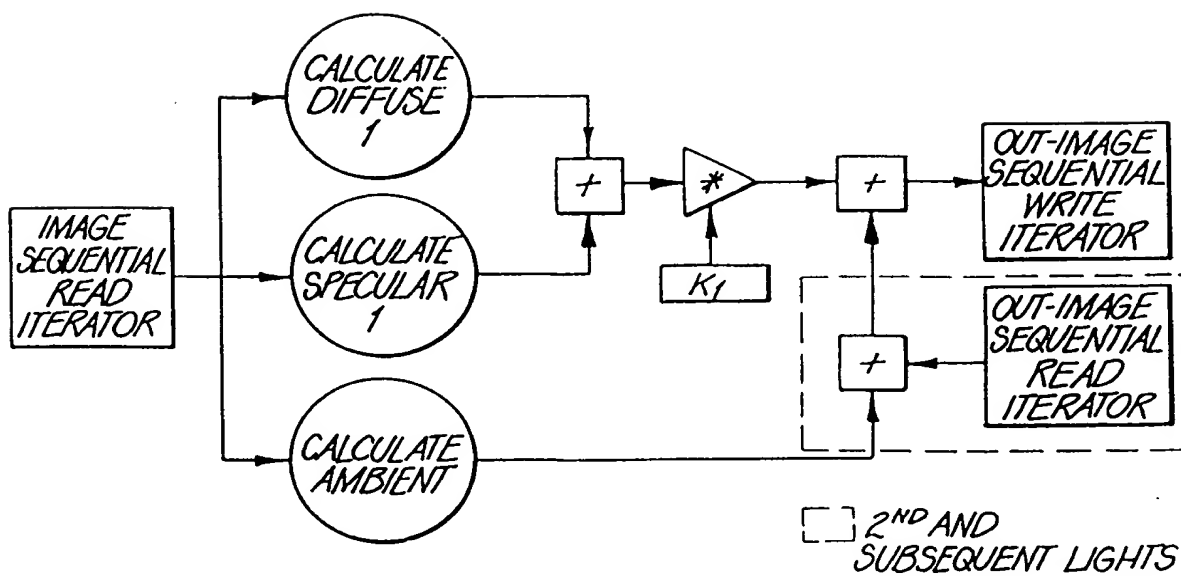 IMAGE
SEQUENTIAL
READ
ITERATOR
CALCULATE
DIFFUSE
1
CALCULATE
SPECULAR
1
CALCULATE
AMBIENT
+
*
K1
+
+
OUT-IMAGE
SEQUENTIAL
WRITE
ITERATOR
OUT-IMAGE
SEQUENTIAL
READ
ITERATOR
2ND AND
SUBSEQUENT LIGHTS